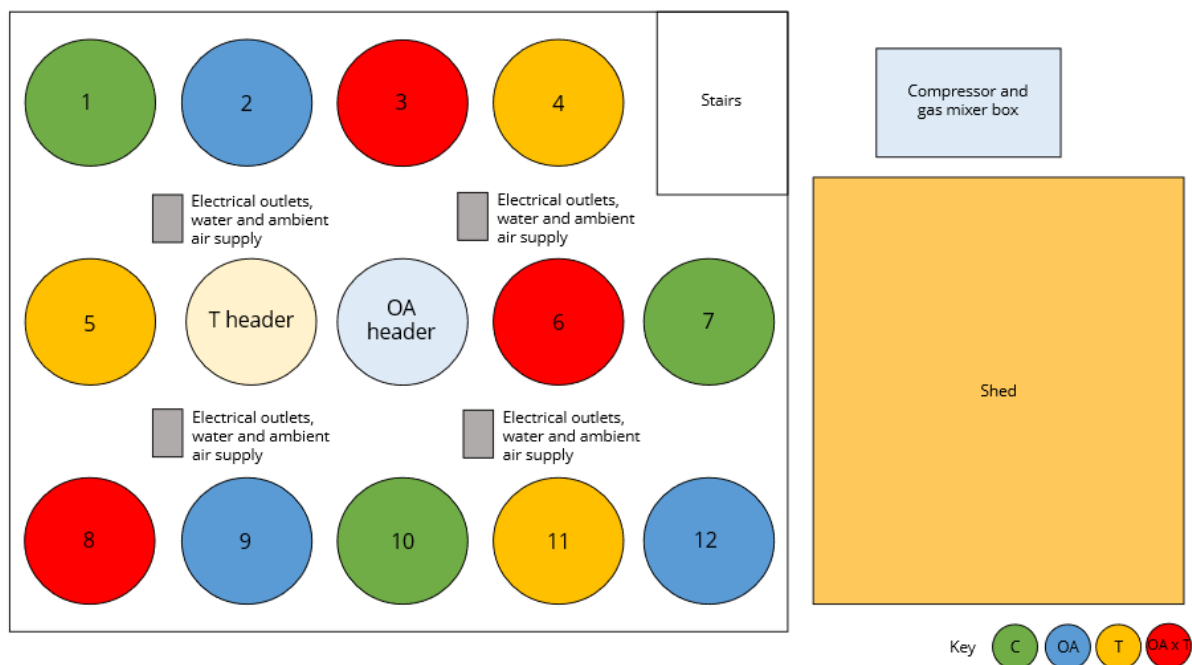 1
2
3
4
Stairs
Compressor and
gas mixer box
Electrical outlets,
water and ambient
air supply
Electrical outlets,
water and ambient
air supply
5
T header
OA
header
6
7
Shed
Electrical outlets,
water and ambient
air supply
Electrical outlets,
water and ambient
air supply
8
9
10
11
12
Key
C
OA
T
OA x T